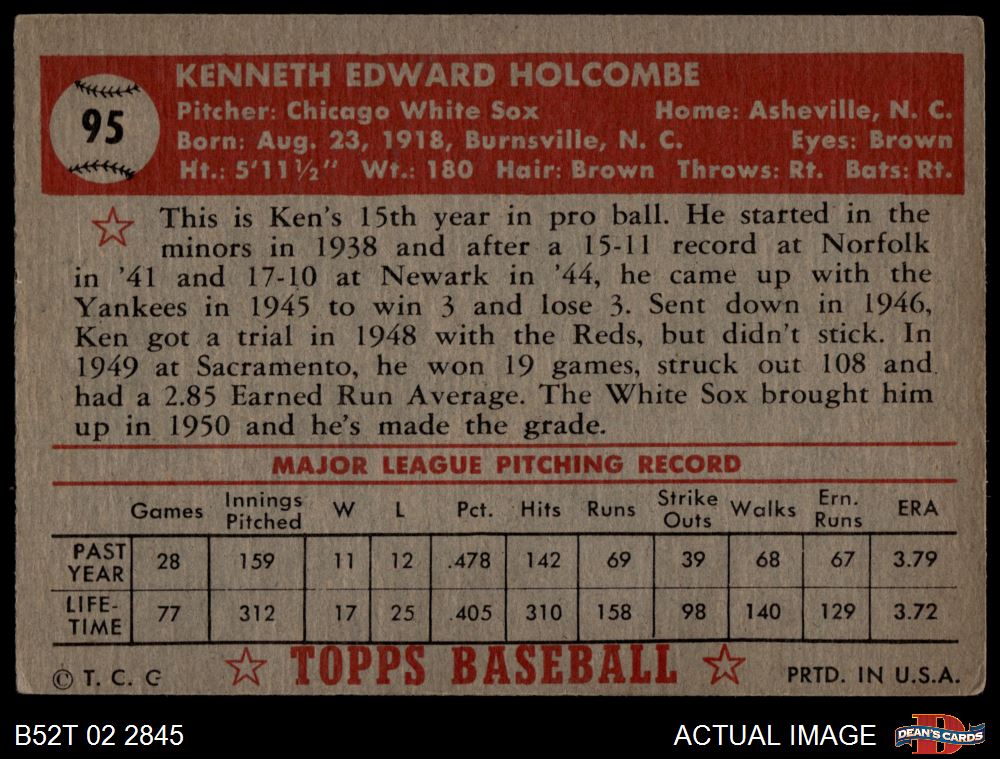 95
KENNETH EDWARD HOLCOMBE
Pitcher: Chicago White Sox Home: Asheville, N. C.
Born: Aug. 23, 1918, Burnsville, N. C. Eyes: Brown
Ht.: 5'11½" Wt.: 180 Hair: Brown Throws: Rt. Bats: Rt.
This is Ken's 15th year in pro ball. He started in the
minors in 1938 and after a 15-11 record at Norfolk
in '41 and 17-10 at Newark in '44, he came up with the
Yankees in 1945 to win 3 and lose 3. Sent down in 1946,
Ken got a trial in 1948 with the Reds, but didn't stick. In
1949 at Sacramento, he won 19 games, struck out 108 and
had a 2.85 Earned Run Average. The White Sox brought him
up in 1950 and he's made the grade.
MAJOR LEAGUE PITCHING RECORD
Games Innings Pitched W L Pct. Hits Runs Strike Outs Walks Ern. Runs ERA
PAST YEAR 28 159 11 12 .478 142 69 39 68 67 3.79
LIFE-TIME 77 312 17 25 .405 310 158 98 140 129 3.72
© T. C. G TOPPS BASEBALL PRTD. IN U.S.A.
B52T 02 2845 ACTUAL IMAGE DEAN'S CARDS